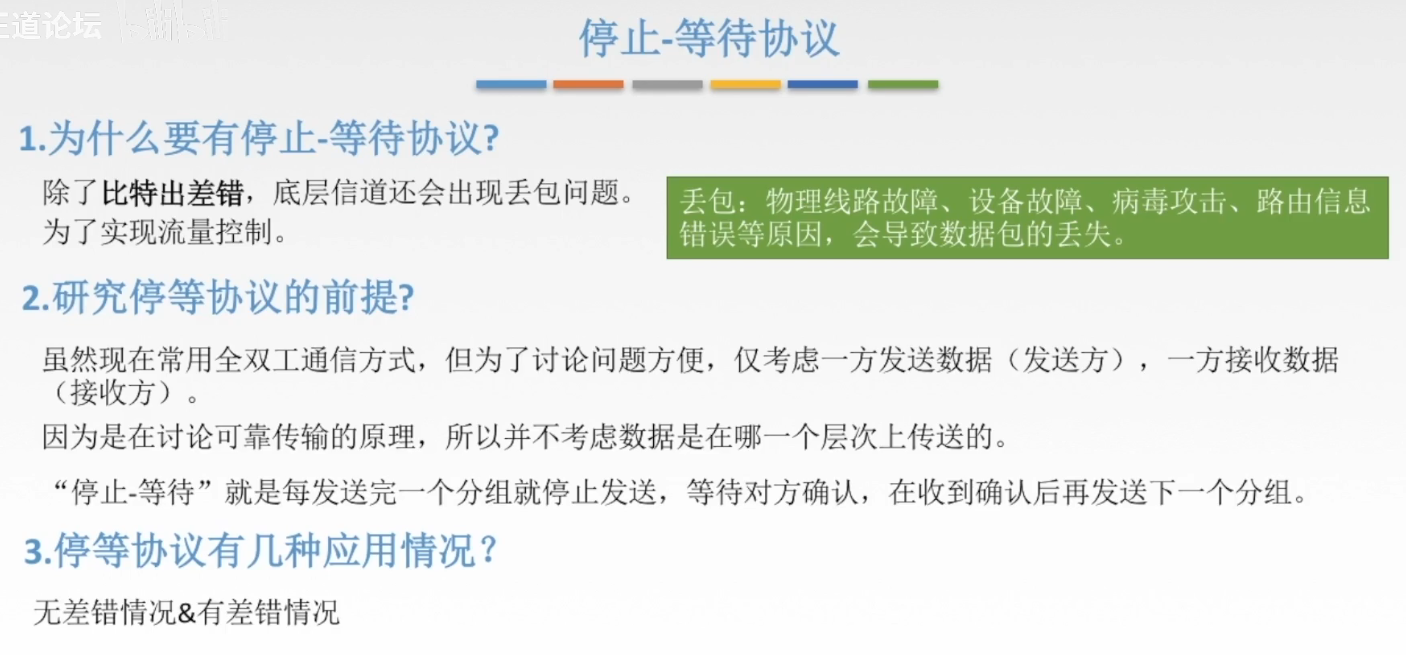 王道论坛
停止-等待协议
1.为什么要有停止-等待协议?
除了比特出差错，底层信道还会出现丢包问题。
为了实现流量控制。
丢包：物理线路故障、设备故障、病毒攻击、路由信息
错误等原因，会导致数据包的丢失。
2.研究停等协议的前提?
虽然现在常用全双工通信方式，但为了讨论问题方便，仅考虑一方发送数据（发送方），一方接收数据
（接收方）。
因为是在讨论可靠传输的原理，所以并不考虑数据是在哪一个层次上传送的。
“停止-等待”就是每发送完一个分组就停止发送，等待对方确认，在收到确认后再发送下一个分组。
3.停等协议有几种应用情况？
无差错情况&有差错情况